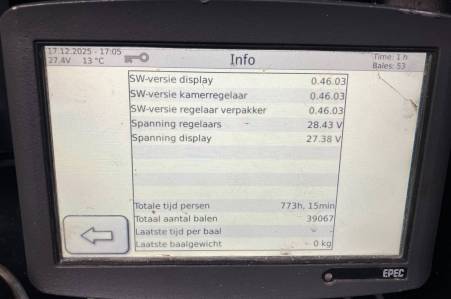 17.12.2025 - 17:05
27.4V 13 °C
Info
Time: 1 h
Bales: 53
SW-versie display 0.46.03
SW-versie kamerregelaar 0.46.03
SW-versie regelaar verpakker 0.46.03
Spanning regelaars 28.43 V
Spanning display 27.38 V
Totale tijd persen 773h, 15min
Totaal aantal balen 39067
Laatste tijd per baal -
Laatste baalgewicht 0 kg
EPEC